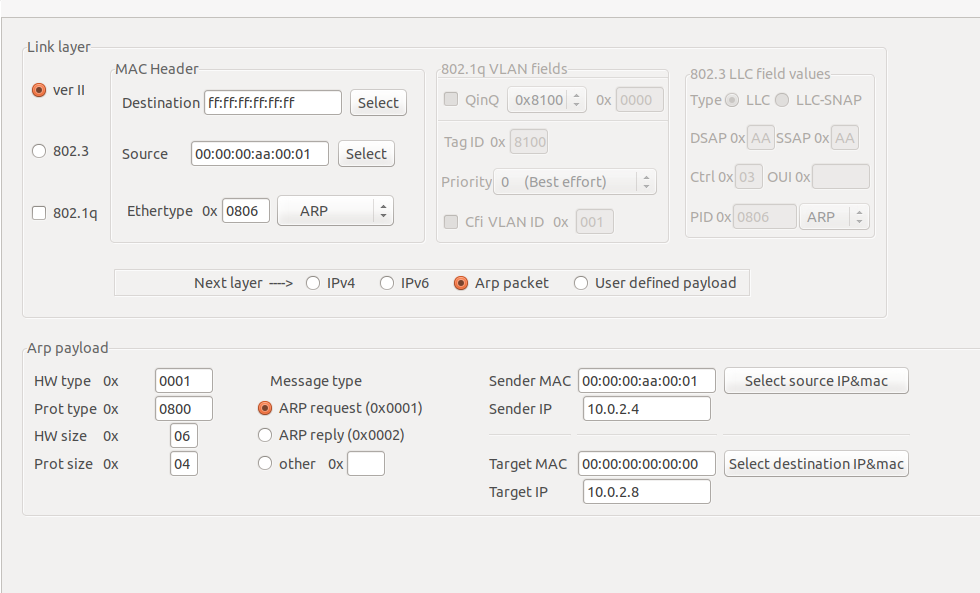 Link layer
ver II
802.3
802.1q
MAC Header
Destination ff:ff:ff:ff:ff:ff Select
Source 00:00:00:aa:00:01 Select
Ethertype 0x 0806 ARP
802.1q VLAN fields
QinQ 0x8100 0x 0000
Tag ID 0x 8100
Priority 0 (Best effort)
Cfi VLAN ID 0x 001
802.3 LLC field values
Type LLC LLC-SNAP
DSAP 0x AA SSAP 0x AA
Ctrl 0x 03 OUI 0x
PID 0x 0806 ARP
Next layer ----> IPv4 IPv6 Arp packet User defined payload
Arp payload
HW type 0x 0001
Prot type 0x 0800
HW size 0x 06
Prot size 0x 04
Message type
ARP request (0x0001)
ARP reply (0x0002)
other 0x
Sender MAC 00:00:00:aa:00:01 Select source IP&mac
Sender IP 10.0.2.4
Target MAC 00:00:00:00:00:00 Select destination IP&mac
Target IP 10.0.2.8